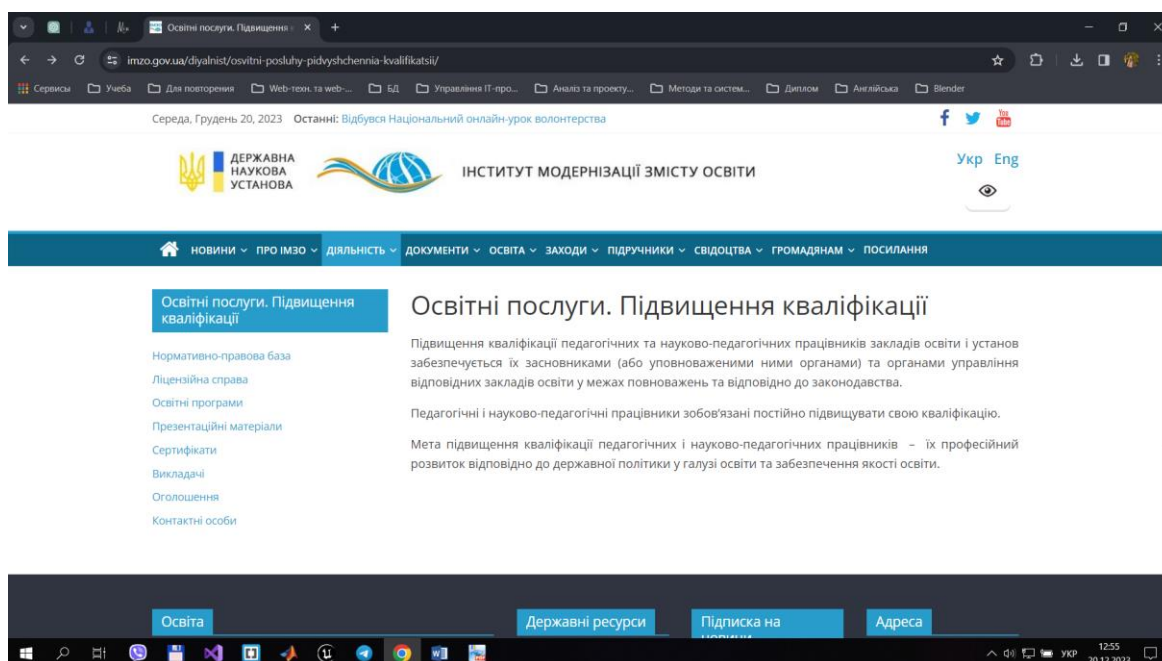 Освітні послуги. Підвищення
imzo.gov.ua/diyalnist/osvitni-posluhy-pidvyshchennia-kvalifikatsii/
Сервисы Учеба Для повторения Web-техн. та web-... БД Управління IT-про... Аналіз та проекту... Методи та систем... Диплом Англійська Blender
Середа, Грудень 20, 2023 Останні: Відбувся Національний онлайн-урок волонтерства
You Tube
ДЕРЖАВНА
НАУКОВА
УСТАНОВА
ІНСТИТУТ МОДЕРНІЗАЦІЇ ЗМІСТУ ОСВІТИ
Укр Eng
НОВИНИ ПРО ІМЗО ДІЯЛЬНІСТЬ ДОКУМЕНТИ ОСВІТА ЗАХОДИ ПІДРУЧНИКИ СВІДОЦТВА ГРОМАДЯНАМ ПОСИЛАННЯ
Освітні послуги. Підвищення
кваліфікації
Нормативно-правова база
Ліцензійна справа
Освітні програми
Презентаційні матеріали
Сертифікати
Викладачі
Оголошення
Контактні особи
Освітні послуги. Підвищення кваліфікації
Підвищення кваліфікації педагогічних та науково-педагогічних працівників закладів освіти і установ
забезпечується їх засновниками (або уповноваженими ними органами) та органами управління
відповідних закладів освіти у межах повноважень та відповідно до законодавства.
Педагогічні і науково-педагогічні працівники зобов'язані постійно підвищувати свою кваліфікацію.
Мета підвищення кваліфікації педагогічних і науково-педагогічних працівників – їх професійний
розвиток відповідно до державної політики у галузі освіти та забезпечення якості освіти.
Освіта
Державні ресурси
Підписка на
новини
Адреса
УКР
12:55
20.12.2023